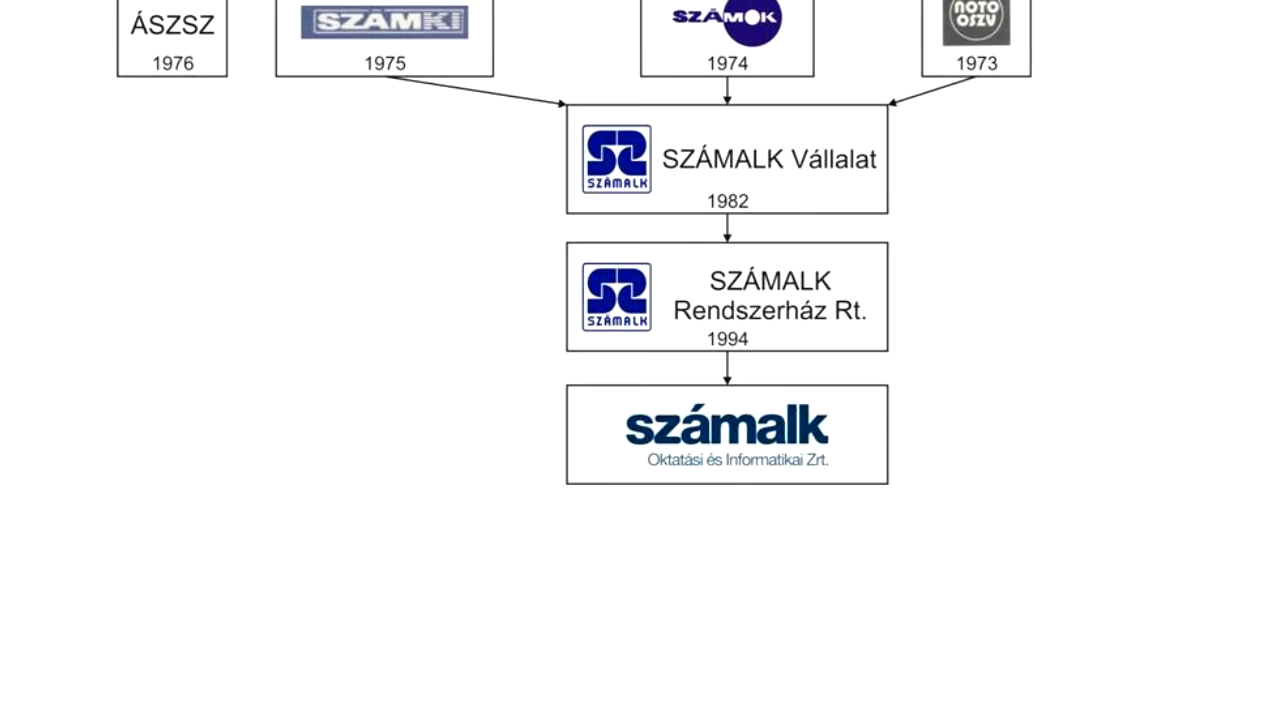 ÁSZSZ
1976
SZÁMKI
1975
SZÁMOK
1974
NOTO
OSZV
1973
SZÁMALK
SZÁMALK Vállalat
1982
SZÁMALK
SZÁMALK
Rendszerház Rt.
1994
számalk
Oktatási és Informatikai Zrt.